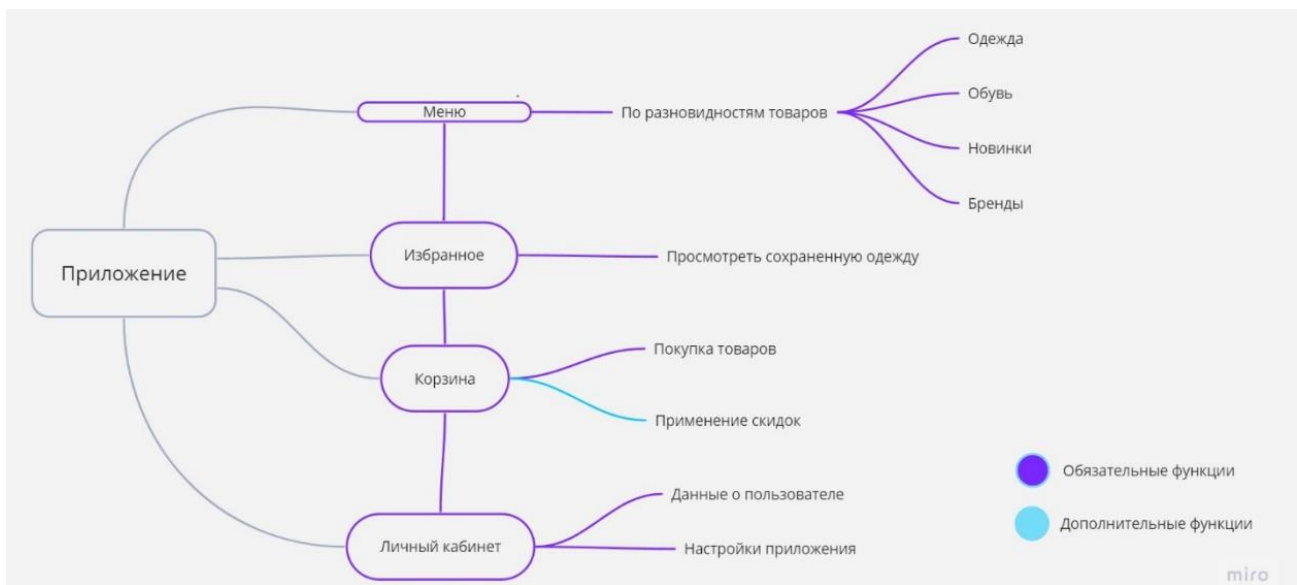 Приложение
Меню
По разновидностям товаров
Одежда
Обувь
Новинки
Бренды
Избранное
Просмотреть сохраненную одежду
Корзина
Покупка товаров
Применение скидок
Личный кабинет
Данные о пользователе
Настройки приложения
Обязательные функции
Дополнительные функции
miro